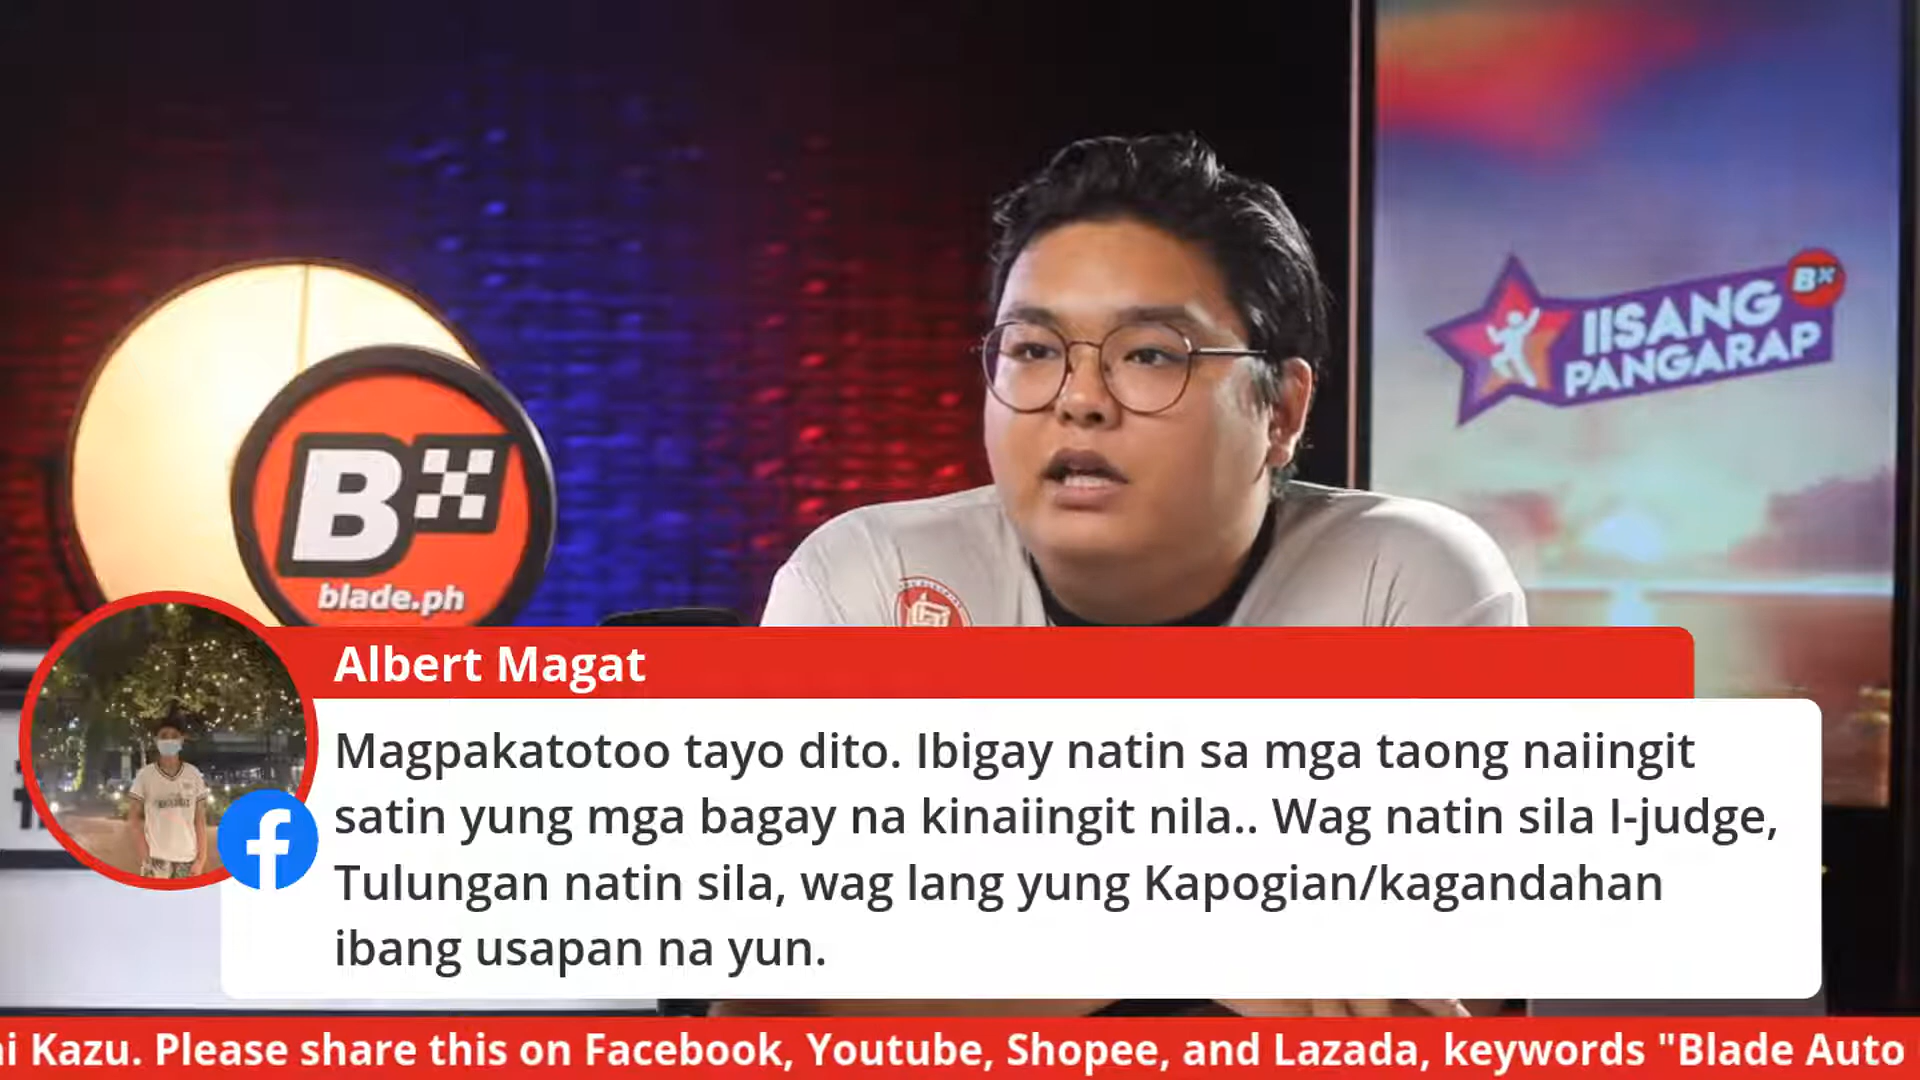 IISANG
PANGARAP
B
B
blade.ph
Albert Magat
Magpakatotoo tayo dito. Ibigay natin sa mga taong naiingit
satin yung mga bagay na kinaiingit nila.. Wag natin sila I-judge,
Tulungan natin sila, wag lang yung Kapogian/kagandahan
ibang usapan na yun.
Kazu. Please share this on Facebook, Youtube, Shopee, and Lazada, keywords "Blade Auto